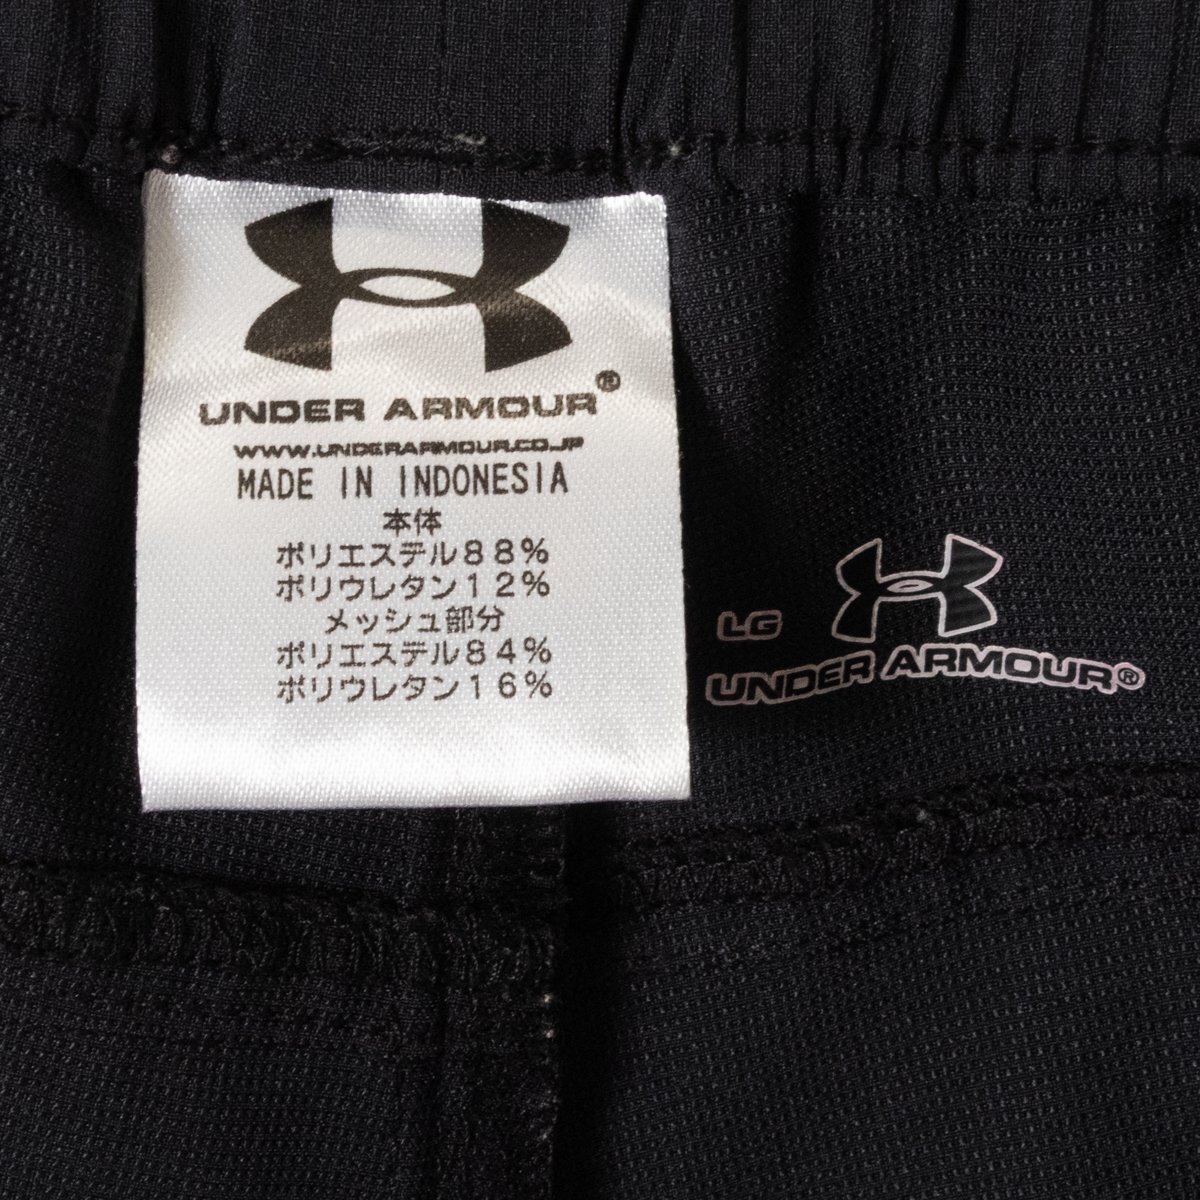 UNDER ARMOUR®
WWW.UNDERARMOUR.CO.JP
MADE IN INDONESIA
本体
ポリエステル88%
ポリウレタン12%
メッシュ部分
ポリエステル84%
ポリウレタン16%
LG
UNDER ARMOUR®